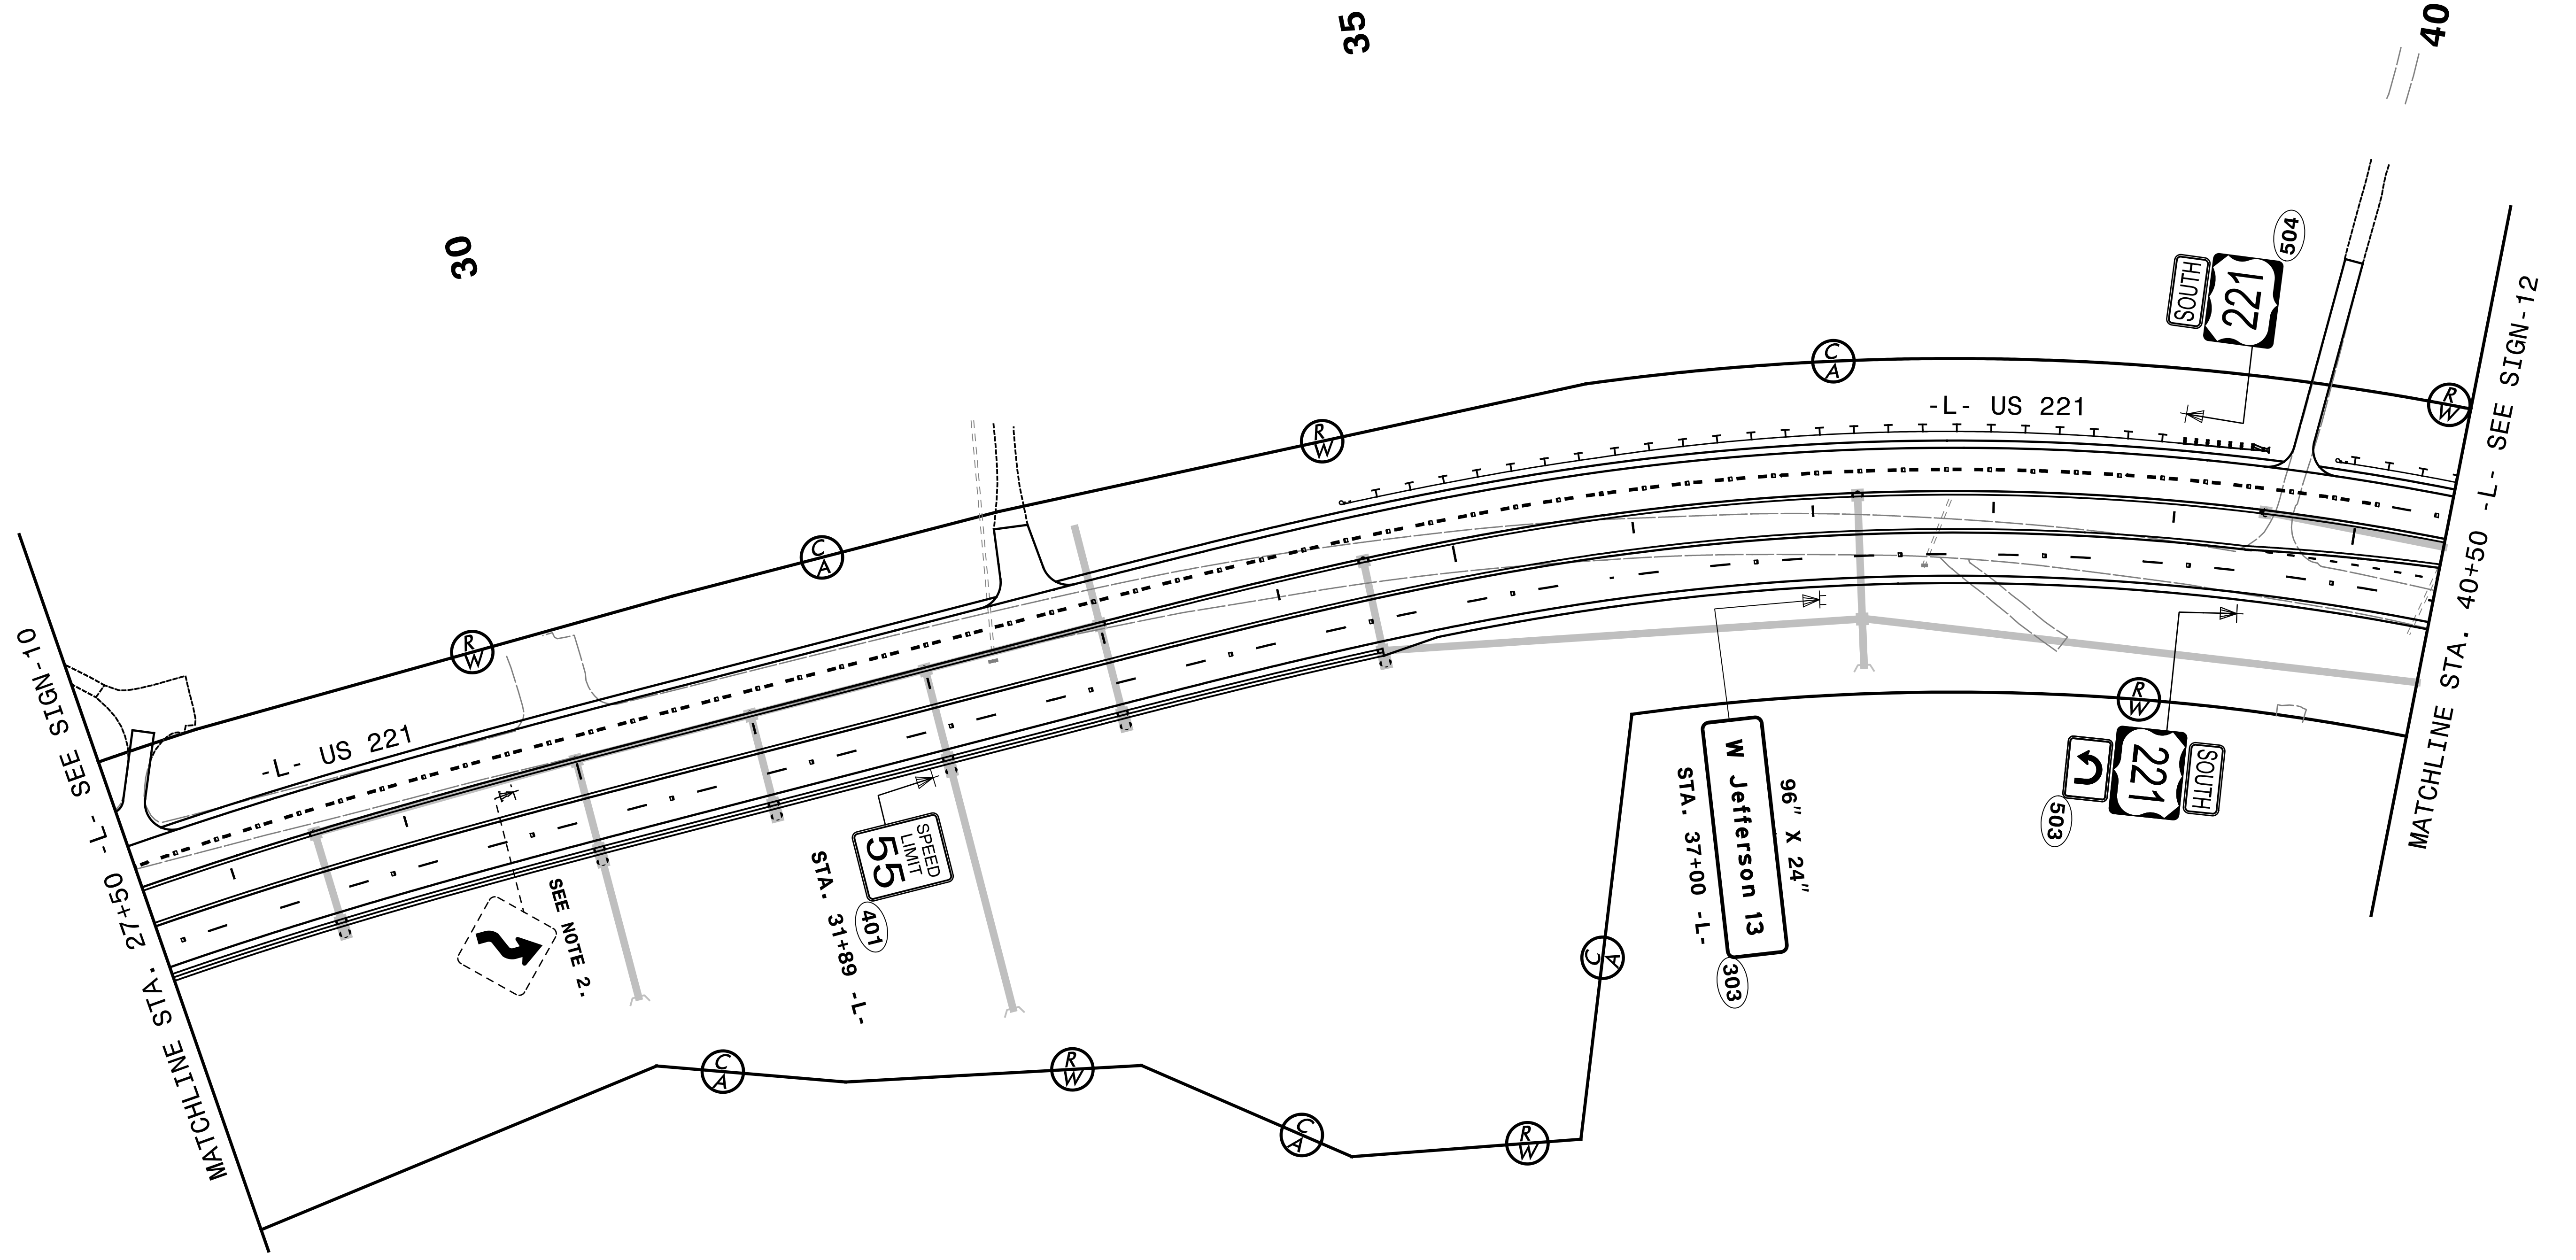 30
35
40
MATCHLINE STA. 27+50 -L- SEE SIGN-10
MATCHLINE STA. 40+50 -L- SEE SIGN-12
R
W
C
A
R
W
C
A
R
W
-L- US 221
-L- US 221
SOUTH
221
504
SEE NOTE 2.
SPEED
LIMIT
55
401
STA. 31+89 -L-
96" X 24"
W Jefferson 13
STA. 37+00 -L-
303
R
W
SOUTH
221
503
C
A
R
W
C
A
R
W
C
A